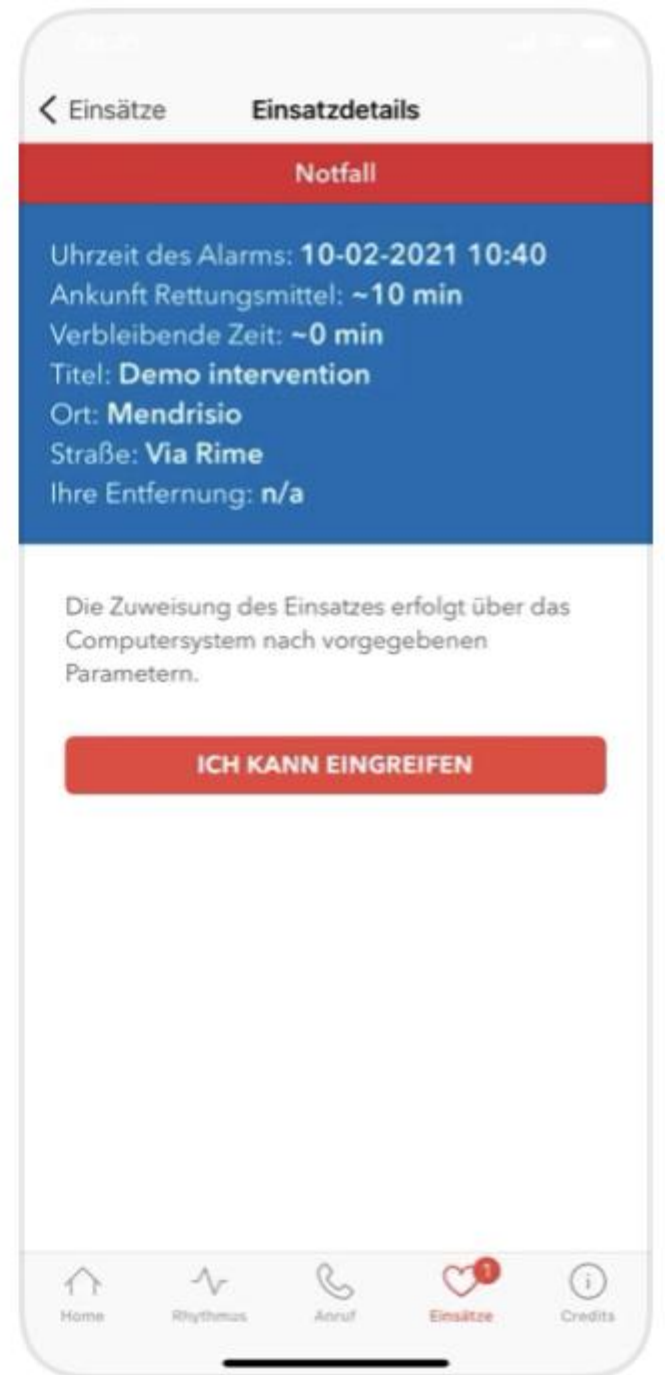 Einsätze Einsatzdetails
Notfall
Uhrzeit des Alarms: 10-02-2021 10:40
Ankunft Rettungsmittel: ~10 min
Verbleibende Zeit: ~0 min
Titel: Demo intervention
Ort: Mendrisio
Straße: Via Rime
Ihre Entfernung: n/a
Die Zuweisung des Einsatzes erfolgt über das
Computersystem nach vorgegebenen
Parametern.
ICH KANN EINGREIFEN
1
Home Rhythmus Anruf Einsätze Credits